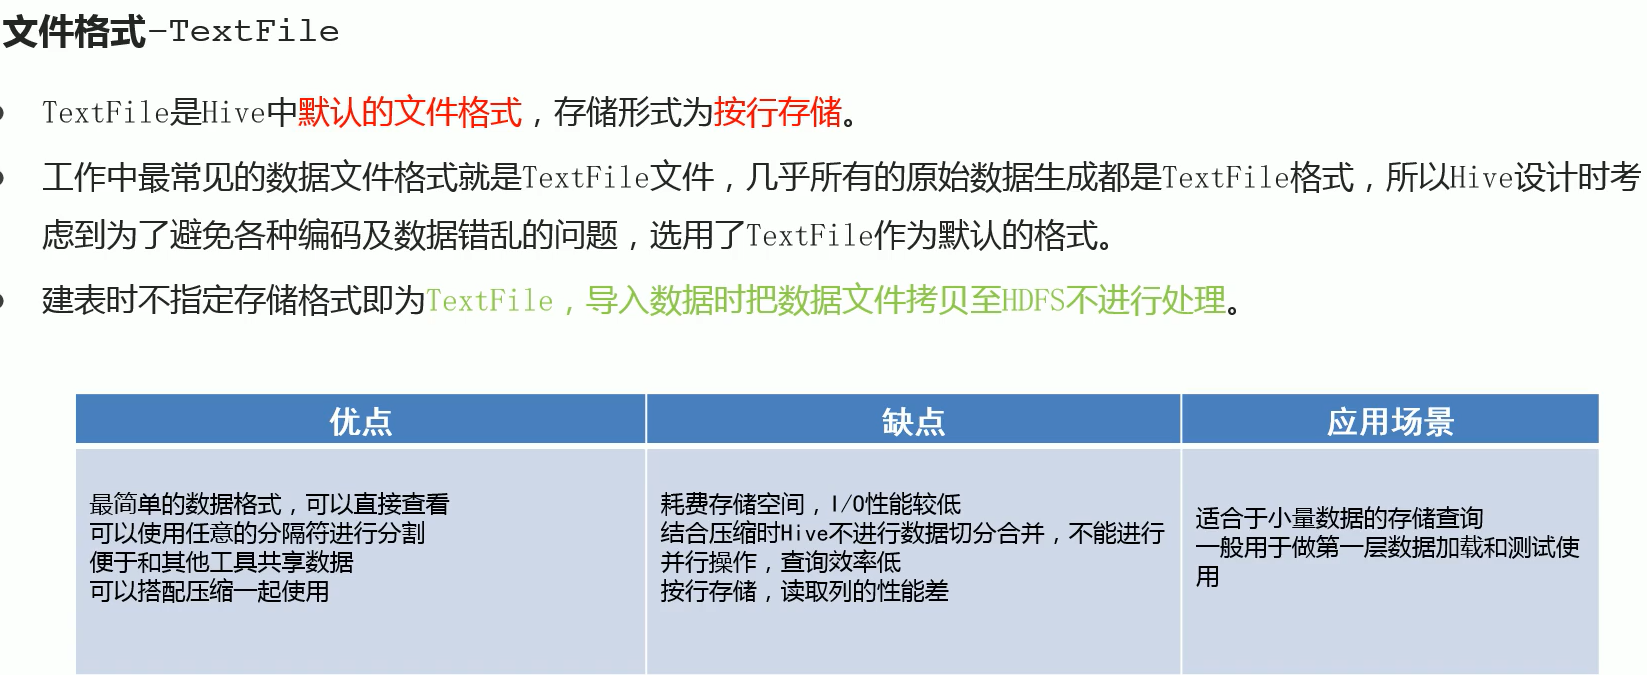 文件格式-TextFile
TextFile是Hive中默认的文件格式，存储形式为按行存储。
工作中最常见的数据文件格式就是TextFile文件，几乎所有的原始数据生成都是TextFile格式，所以Hive设计时考
虑到为了避免各种编码及数据错乱的问题，选用了TextFile作为默认的格式。
建表时不指定存储格式即为TextFile，导入数据时把数据文件拷贝至HDFS不进行处理。
优点
缺点
应用场景
最简单的数据格式，可以直接查看
可以使用任意的分隔符进行分割
便于和其他工具共享数据
可以搭配压缩一起使用
耗费存储空间，I/O性能较低
结合压缩时Hive不进行数据切分合并，不能进行
并行操作，查询效率低
按行存储，读取列的性能差
适合于小量数据的存储查询
一般用于做第一层数据加载和测试使
用